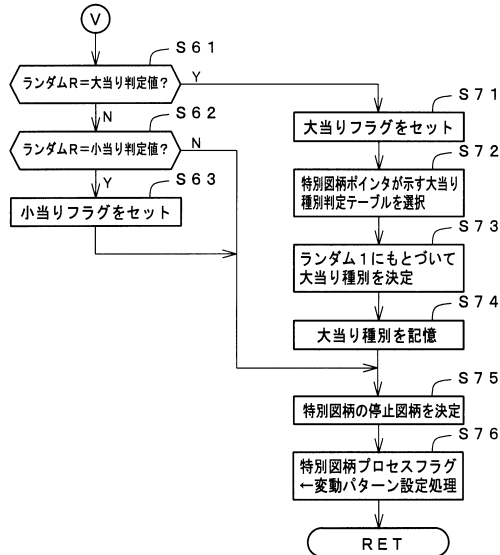 V
S61
ランダムR＝大当り判定値？
Y
N
S62
ランダムR＝小当り判定値？
N
Y
S63
小当りフラグをセット
S71
大当りフラグをセット
S72
特別図柄ポインタが示す大当り
種別判定テーブルを選択
S73
ランダム１にもとづいて
大当り種別を決定
S74
大当り種別を記憶
S75
特別図柄の停止図柄を決定
S76
特別図柄プロセスフラグ
←変動パターン設定処理
RET